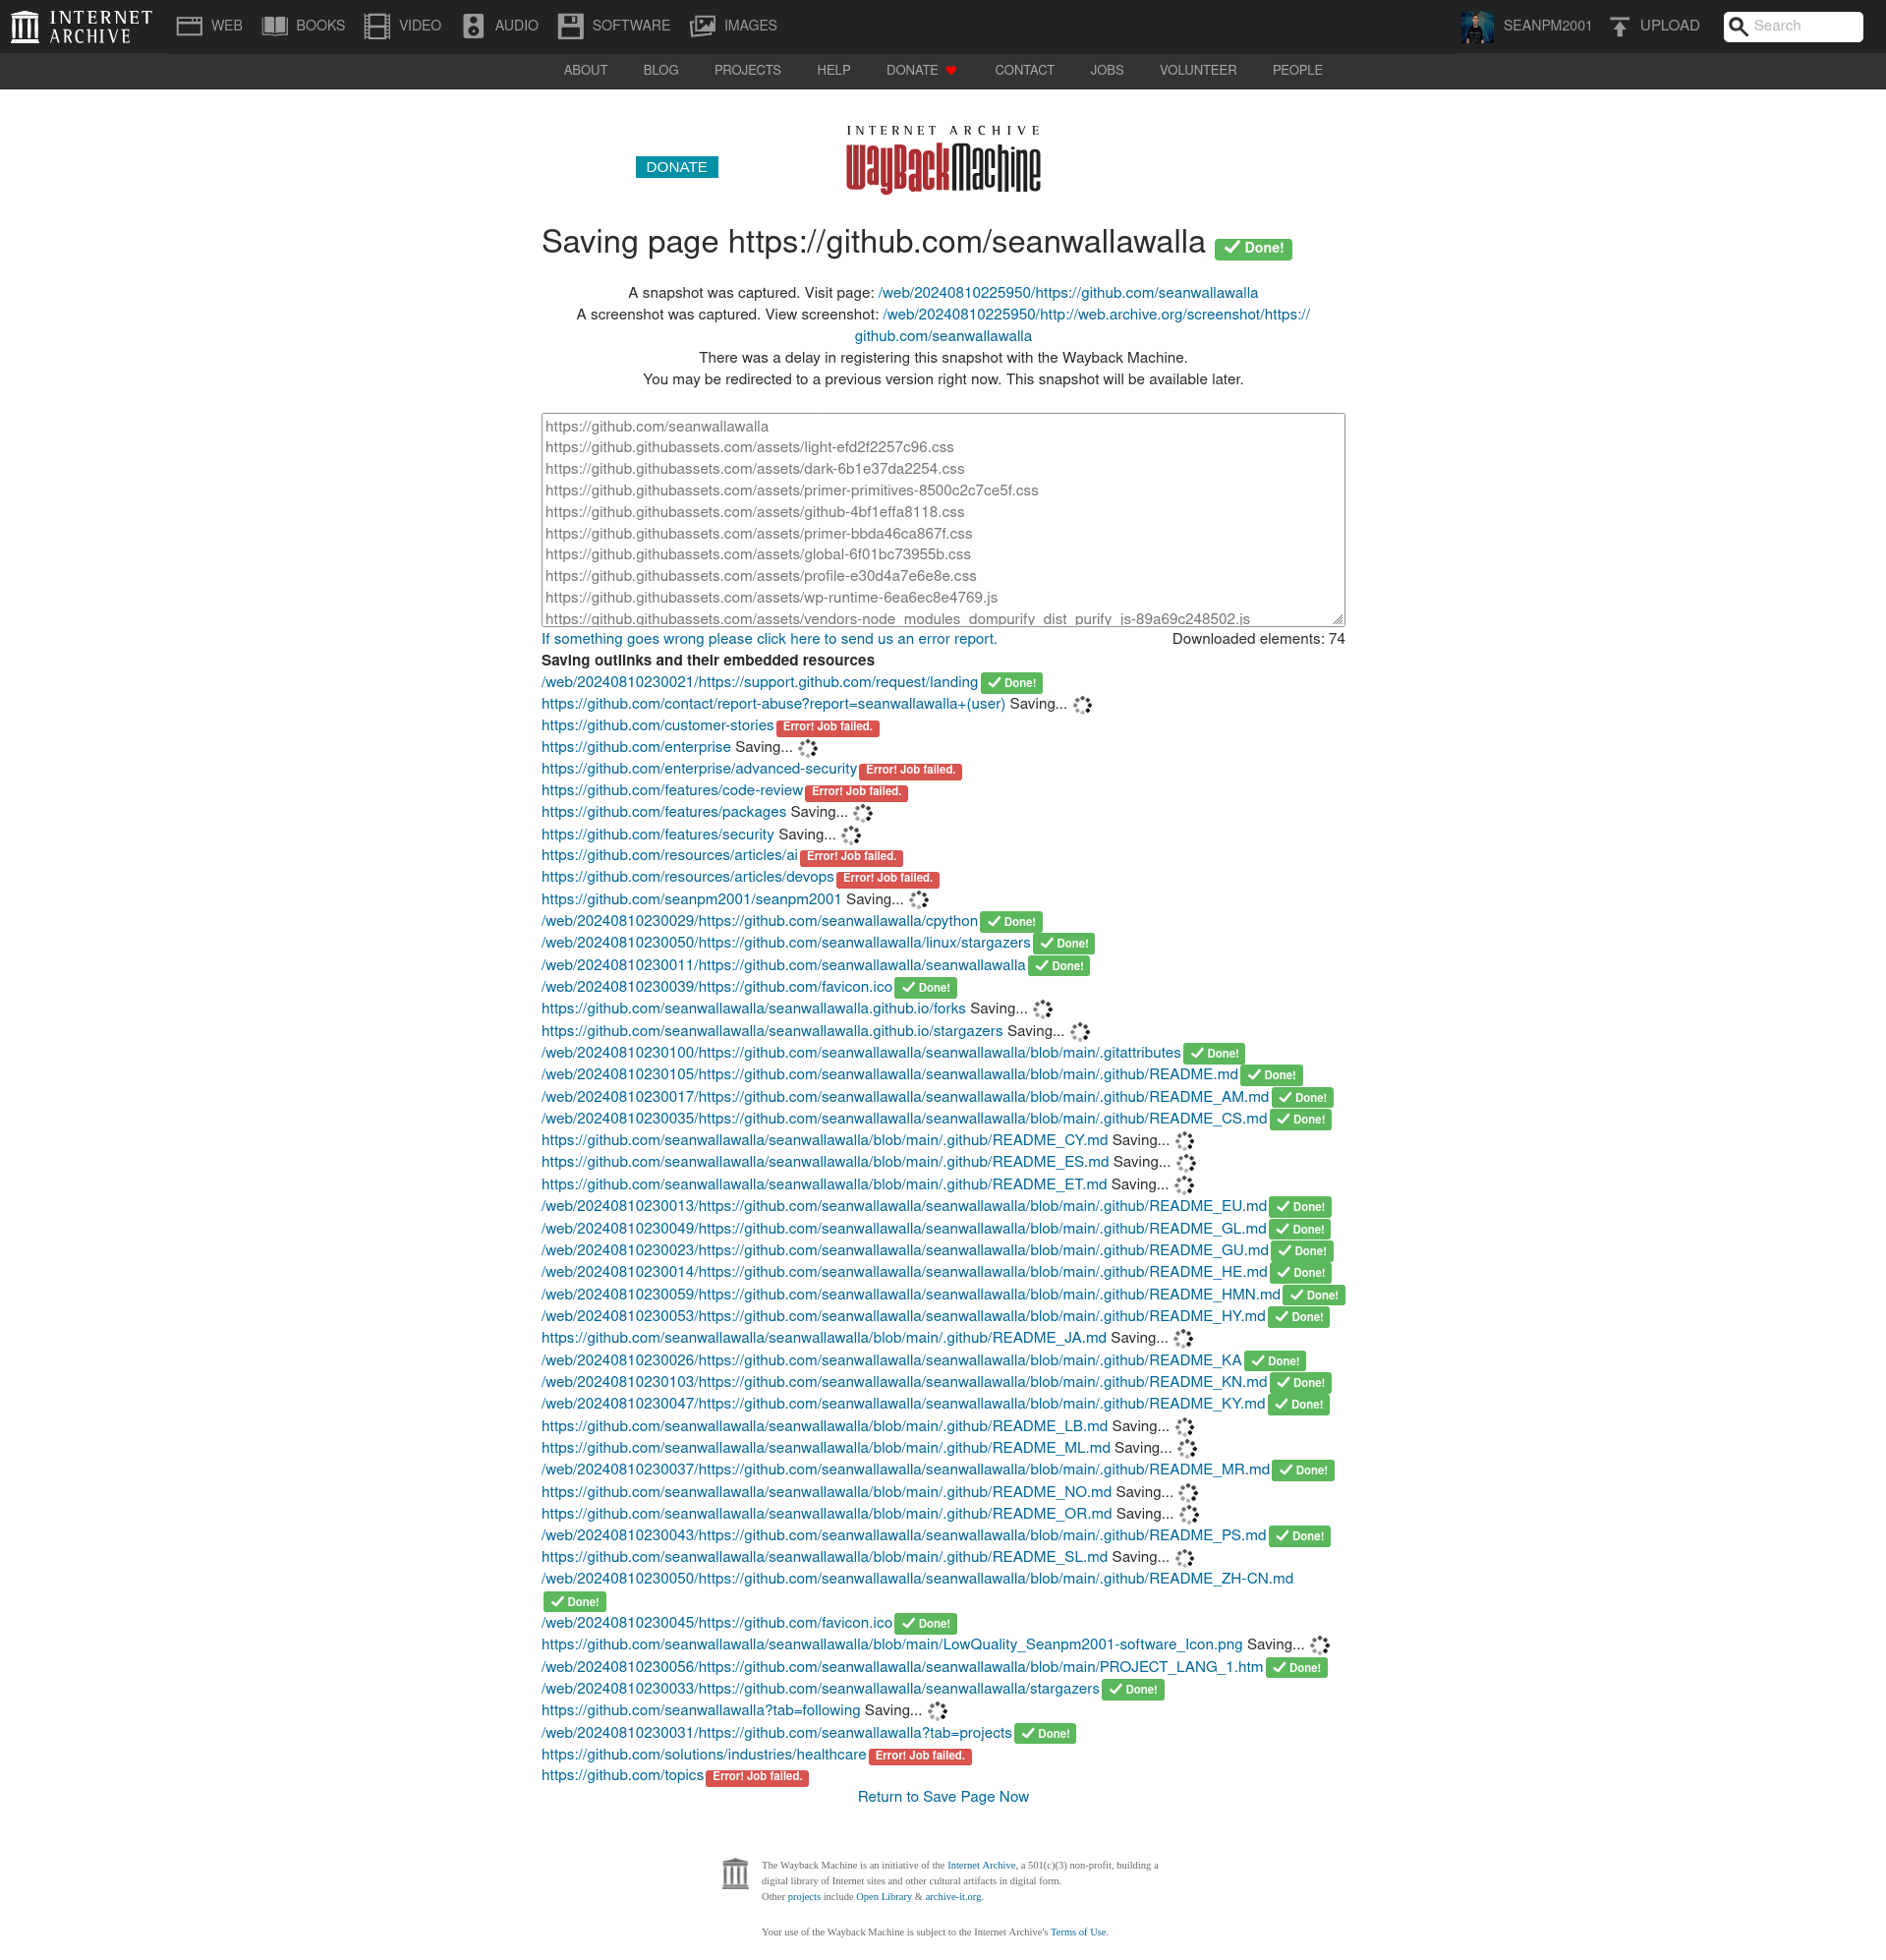 INTERNET ARCHIVE WEB BOOKS VIDEO AUDIO SOFTWARE IMAGES SEANPM2001 UPLOAD Search
ABOUT BLOG PROJECTS HELP DONATE CONTACT JOBS VOLUNTEER PEOPLE
INTERNET ARCHIVE
DONATE WayBackMachine
Saving page https://github.com/seanwallawalla Done!
A snapshot was captured. Visit page: /web/20240810225950/https://github.com/seanwallawalla
A screenshot was captured. View screenshot: /web/20240810225950/http://web.archive.org/screenshot/https://
github.com/seanwallawalla
There was a delay in registering this snapshot with the Wayback Machine.
You may be redirected to a previous version right now. This snapshot will be available later.
https://github.com/seanwallawalla
https://github.githubassets.com/assets/light-efd2f2257c96.css
https://github.githubassets.com/assets/dark-6b1e37da2254.css
https://github.githubassets.com/assets/primer-primitives-8500c2c7ce5f.css
https://github.githubassets.com/assets/github-4bf1effa8118.css
https://github.githubassets.com/assets/primer-bbda46ca867f.css
https://github.githubassets.com/assets/global-6f01bc73955b.css
https://github.githubassets.com/assets/profile-e30d4a7e6e8e.css
https://github.githubassets.com/assets/wp-runtime-6ea6ec8e4769.js
https://github.githubassets.com/assets/vendors-node_modules_dompurify_dist_purify_js-89a69c248502.js
If something goes wrong please click here to send us an error report. Downloaded elements: 74
Saving outlinks and their embedded resources
/web/20240810230021/https://support.github.com/request/landing Done!
https://github.com/contact/report-abuse?report=seanwallawalla+(user) Saving...
https://github.com/customer-stories Error! Job failed.
https://github.com/enterprise Saving...
https://github.com/enterprise/advanced-security Error! Job failed.
https://github.com/features/code-review Error! Job failed.
https://github.com/features/packages Saving...
https://github.com/features/security Saving...
https://github.com/resources/articles/ai Error! Job failed.
https://github.com/resources/articles/devops Error! Job failed.
https://github.com/seanpm2001/seanpm2001 Saving...
/web/20240810230029/https://github.com/seanwallawalla/cpython Done!
/web/20240810230050/https://github.com/seanwallawalla/linux/stargazers Done!
/web/20240810230011/https://github.com/seanwallawalla/seanwallawalla Done!
/web/20240810230039/https://github.com/favicon.ico Done!
https://github.com/seanwallawalla/seanwallawalla.github.io/forks Saving...
https://github.com/seanwallawalla/seanwallawalla.github.io/stargazers Saving...
/web/20240810230100/https://github.com/seanwallawalla/seanwallawalla/blob/main/.gitattributes Done!
/web/20240810230105/https://github.com/seanwallawalla/seanwallawalla/blob/main/.github/README.md Done!
/web/20240810230017/https://github.com/seanwallawalla/seanwallawalla/blob/main/.github/README_AM.md Done!
/web/20240810230035/https://github.com/seanwallawalla/seanwallawalla/blob/main/.github/README_CS.md Done!
https://github.com/seanwallawalla/seanwallawalla/blob/main/.github/README_CY.md Saving...
https://github.com/seanwallawalla/seanwallawalla/blob/main/.github/README_ES.md Saving...
https://github.com/seanwallawalla/seanwallawalla/blob/main/.github/README_ET.md Saving...
/web/20240810230013/https://github.com/seanwallawalla/seanwallawalla/blob/main/.github/README_EU.md Done!
/web/20240810230049/https://github.com/seanwallawalla/seanwallawalla/blob/main/.github/README_GL.md Done!
/web/20240810230023/https://github.com/seanwallawalla/seanwallawalla/blob/main/.github/README_GU.md Done!
/web/20240810230014/https://github.com/seanwallawalla/seanwallawalla/blob/main/.github/README_HE.md Done!
/web/20240810230059/https://github.com/seanwallawalla/seanwallawalla/blob/main/.github/README_HMN.md Done!
/web/20240810230053/https://github.com/seanwallawalla/seanwallawalla/blob/main/.github/README_HY.md Done!
https://github.com/seanwallawalla/seanwallawalla/blob/main/.github/README_JA.md Saving...
/web/20240810230026/https://github.com/seanwallawalla/seanwallawalla/blob/main/.github/README_KA Done!
/web/20240810230103/https://github.com/seanwallawalla/seanwallawalla/blob/main/.github/README_KN.md Done!
/web/20240810230047/https://github.com/seanwallawalla/seanwallawalla/blob/main/.github/README_KY.md Done!
https://github.com/seanwallawalla/seanwallawalla/blob/main/.github/README_LB.md Saving...
https://github.com/seanwallawalla/seanwallawalla/blob/main/.github/README_ML.md Saving...
/web/20240810230037/https://github.com/seanwallawalla/seanwallawalla/blob/main/.github/README_MR.md Done!
https://github.com/seanwallawalla/seanwallawalla/blob/main/.github/README_NO.md Saving...
https://github.com/seanwallawalla/seanwallawalla/blob/main/.github/README_OR.md Saving...
/web/20240810230043/https://github.com/seanwallawalla/seanwallawalla/blob/main/.github/README_PS.md Done!
https://github.com/seanwallawalla/seanwallawalla/blob/main/.github/README_SL.md Saving...
/web/20240810230050/https://github.com/seanwallawalla/seanwallawalla/blob/main/.github/README_ZH-CN.md
Done!
/web/20240810230045/https://github.com/favicon.ico Done!
https://github.com/seanwallawalla/seanwallawalla/blob/main/LowQuality_Seanpm2001-software_Icon.png Saving...
/web/20240810230056/https://github.com/seanwallawalla/seanwallawalla/blob/main/PROJECT_LANG_1.htm Done!
/web/20240810230033/https://github.com/seanwallawalla/seanwallawalla/stargazers Done!
https://github.com/seanwallawalla?tab=following Saving...
/web/20240810230031/https://github.com/seanwallawalla?tab=projects Done!
https://github.com/solutions/industries/healthcare Error! Job failed.
https://github.com/topics Error! Job failed.
Return to Save Page Now
The Wayback Machine is an initiative of the Internet Archive, a 501(c)(3) non-profit, building a
digital library of Internet sites and other cultural artifacts in digital form.
Other projects include Open Library & archive-it.org.
Your use of the Wayback Machine is subject to the Internet Archive's Terms of Use.